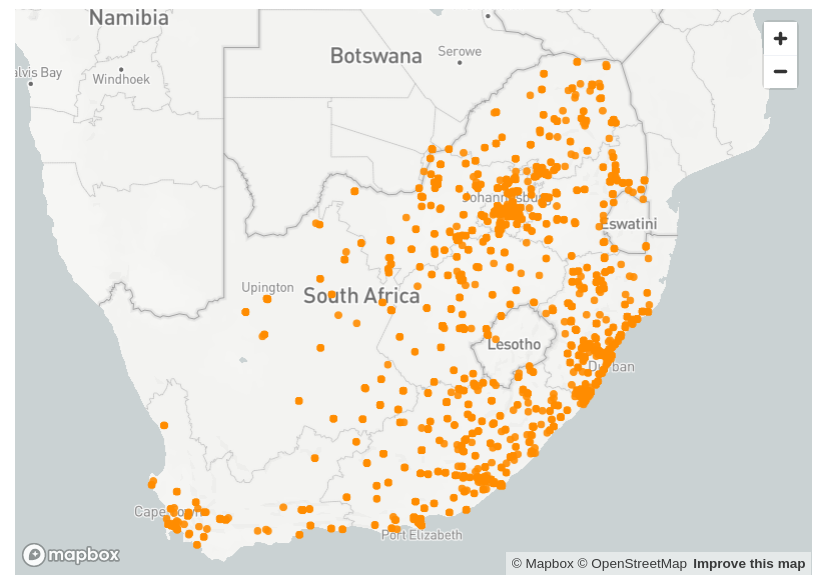 Namibia
Botswana
Serowe
alvis Bay
Windhoek
Johannesburg
Eswatini
Upington
South Africa
Lesotho
Durban
Cape Town
Port Elizabeth
mapbox
© Mapbox © OpenStreetMap Improve this map